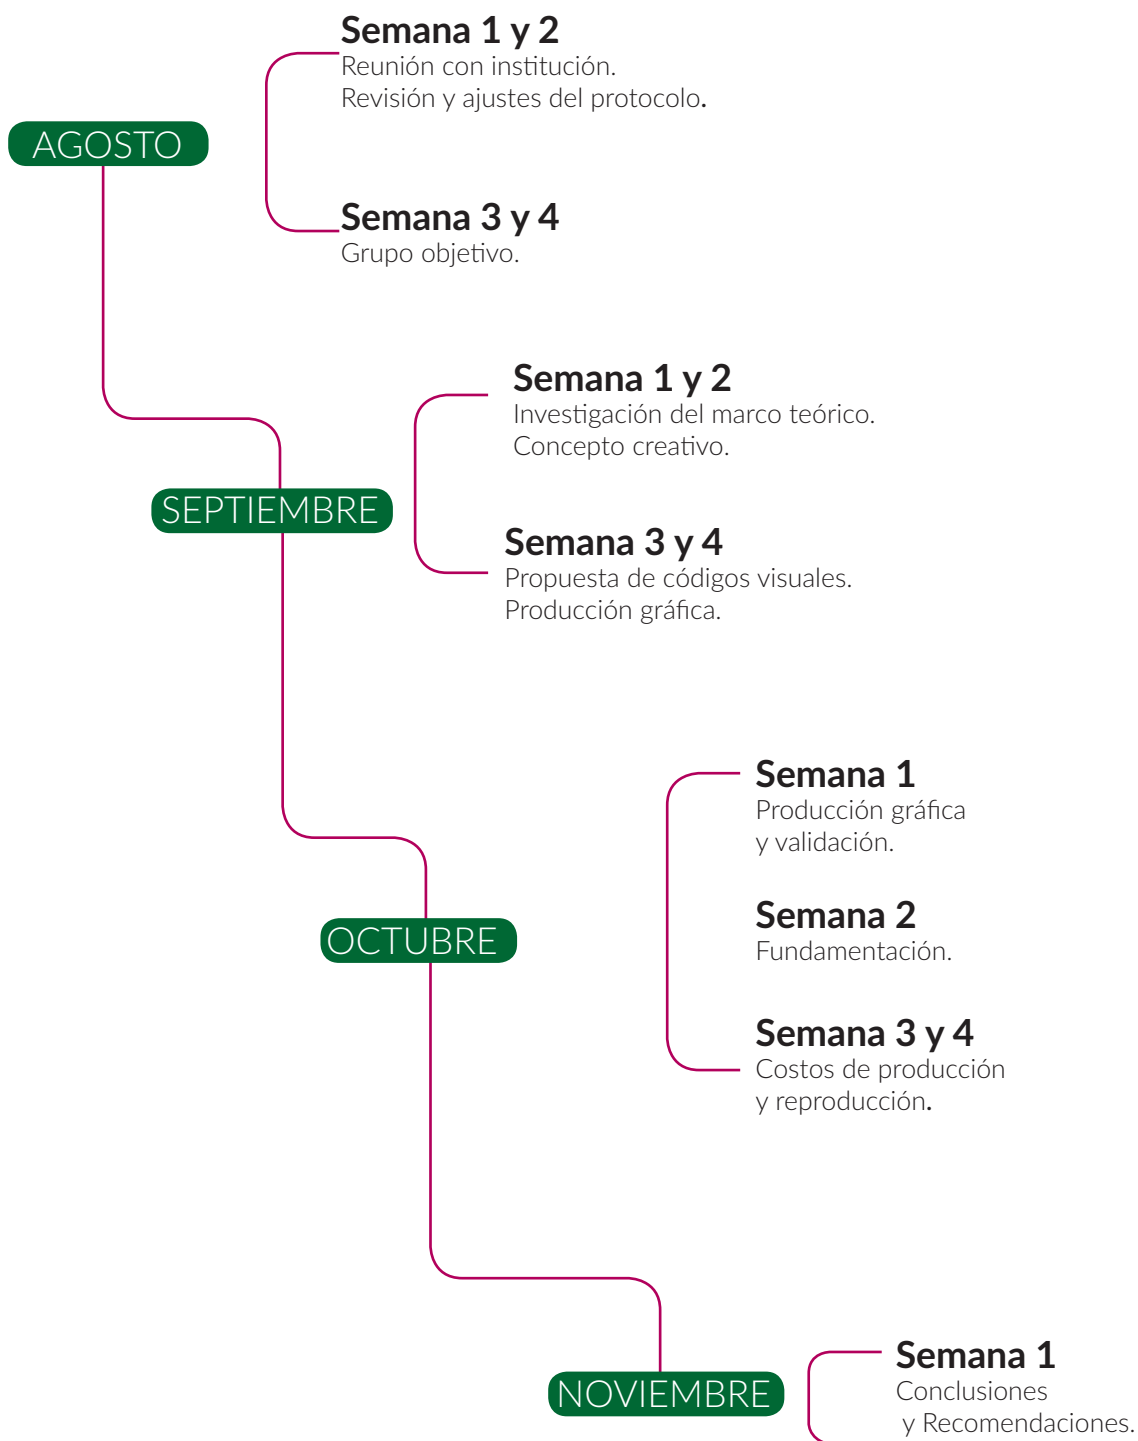 Semana 1 y 2
Reunión con institución.
Revisión y ajustes del protocolo.
AGOSTO
Semana 3 y 4
Grupo objetivo.
Semana 1 y 2
Investigación del marco teórico.
Concepto creativo.
SEPTIEMBRE
Semana 3 y 4
Propuesta de códigos visuales.
Producción gráfica.
Semana 1
Producción gráfica
y validación.
Semana 2
Fundamentación.
OCTUBRE
Semana 3 y 4
Costos de producción
y reproducción.
Semana 1
Conclusiones
y Recomendaciones.
NOVIEMBRE